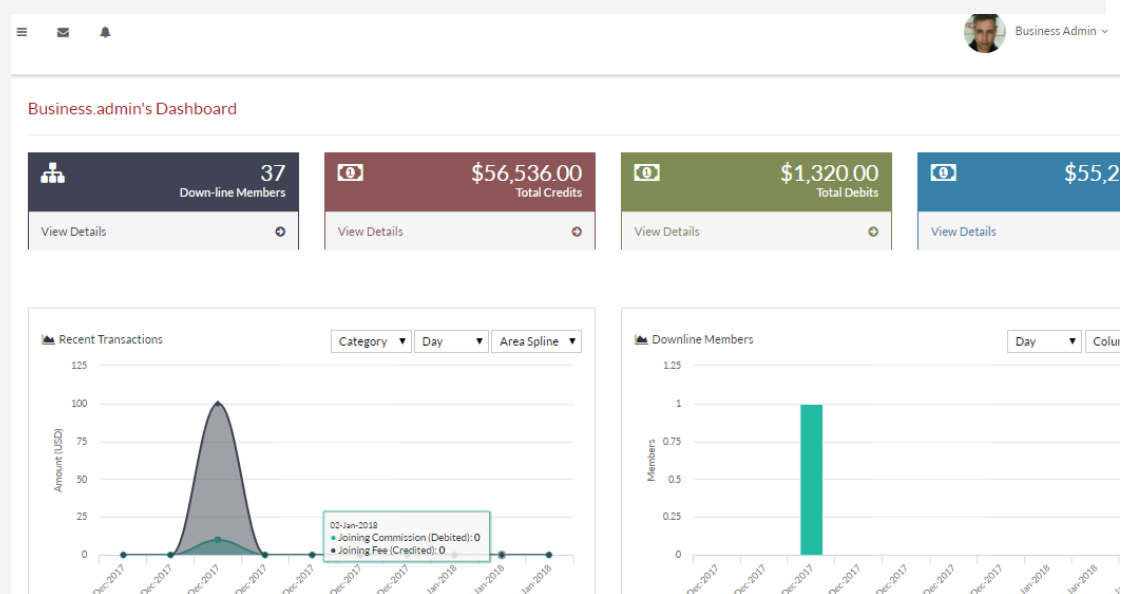 Business Admin
Business.admin's Dashboard
37
Down-line Members
View Details
$56,536.00
Total Credits
View Details
$1,320.00
Total Debits
View Details
$55,2
View Details
Recent Transactions
Category
Day
Area Spline
125
100
75
50
25
0
Amount (USD)
02-Jan-2018
Joining Commission (Debited): 0
Joining Fee (Credited): 0
Dec-2017
Dec-2017
Dec-2017
Dec-2017
Dec-2017
Dec-2017
Dec-2017
Jan-2018
Jan-2018
Jan-2018
Downline Members
Day
Colu
1.25
1
0.75
0.5
0.25
0
Members
Dec-2017
Dec-2017
Dec-2017
Dec-2017
Dec-2017
Dec-2017
Dec-2017
Jan-2018
Jan-2018